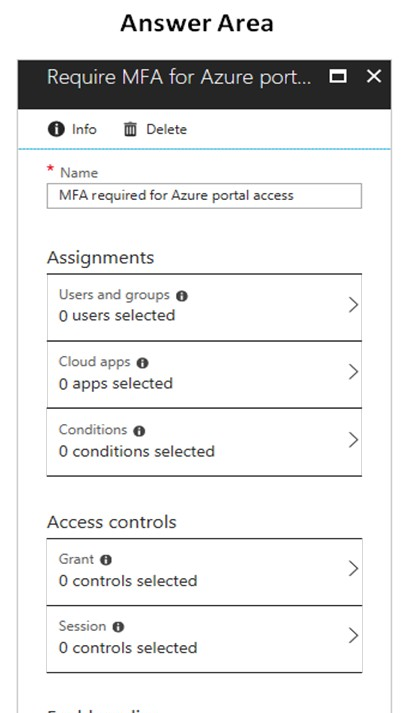 Answer Area
Require MFA for Azure port...
Info Delete
* Name
MFA required for Azure portal access
Assignments
Users and groups
0 users selected
Cloud apps
0 apps selected
Conditions
0 conditions selected
Access controls
Grant
0 controls selected
Session
0 controls selected